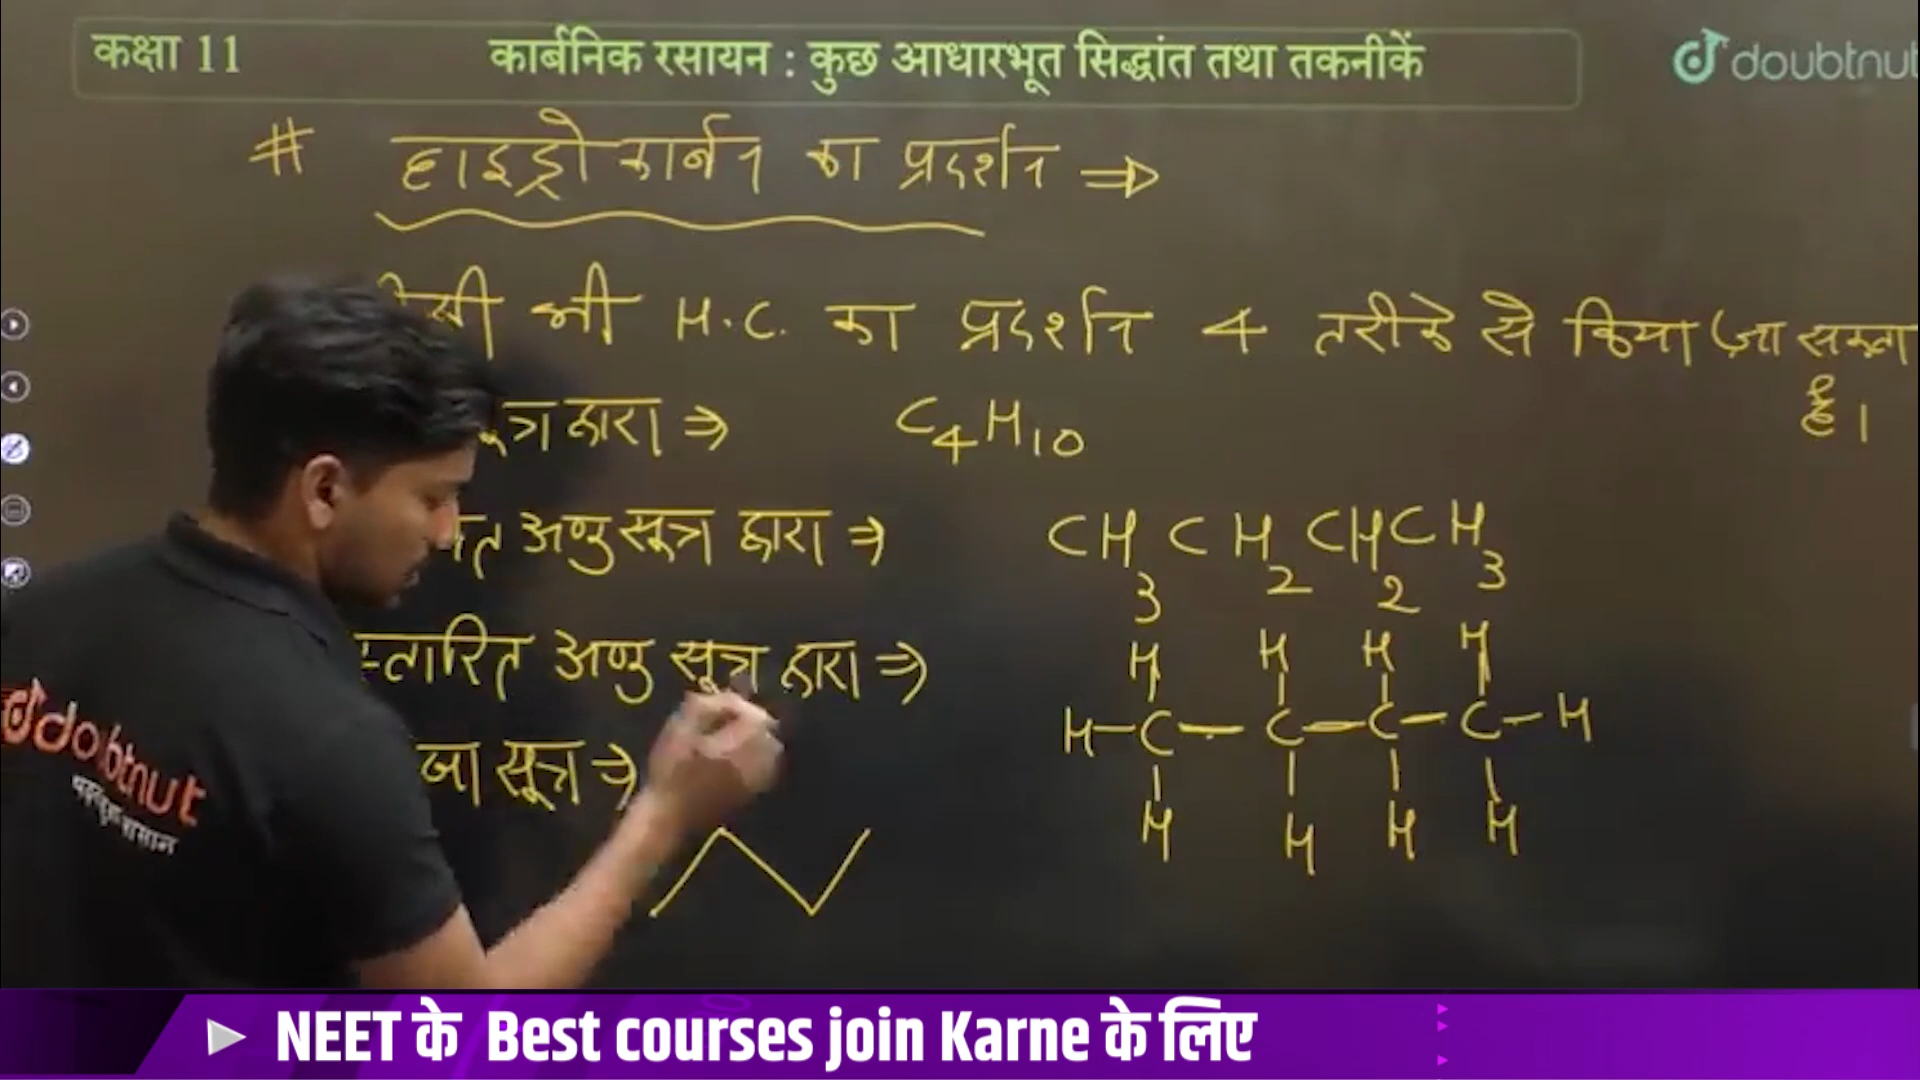 कक्षा 11
कार्बनिक रसायन : कुछ आधारभूत सिद्धांत तथा तकनीकें
doubtnut
# हाइड्रोकार्बन का प्रदर्शन ⇒
भी H.C. का प्रदर्शन 4 तरीके से किया जा सकता
है।
द्वारा ⇒ C4H10
अणु सूत्र द्वारा ⇒ CH3CH2CH2CH3
अणु सूत्र द्वारा ⇒
H H H H
H-C-C-C-C-H
H H H H
सूत्र ⇒
doubtnut
NEET के Best courses join Karne के लिए